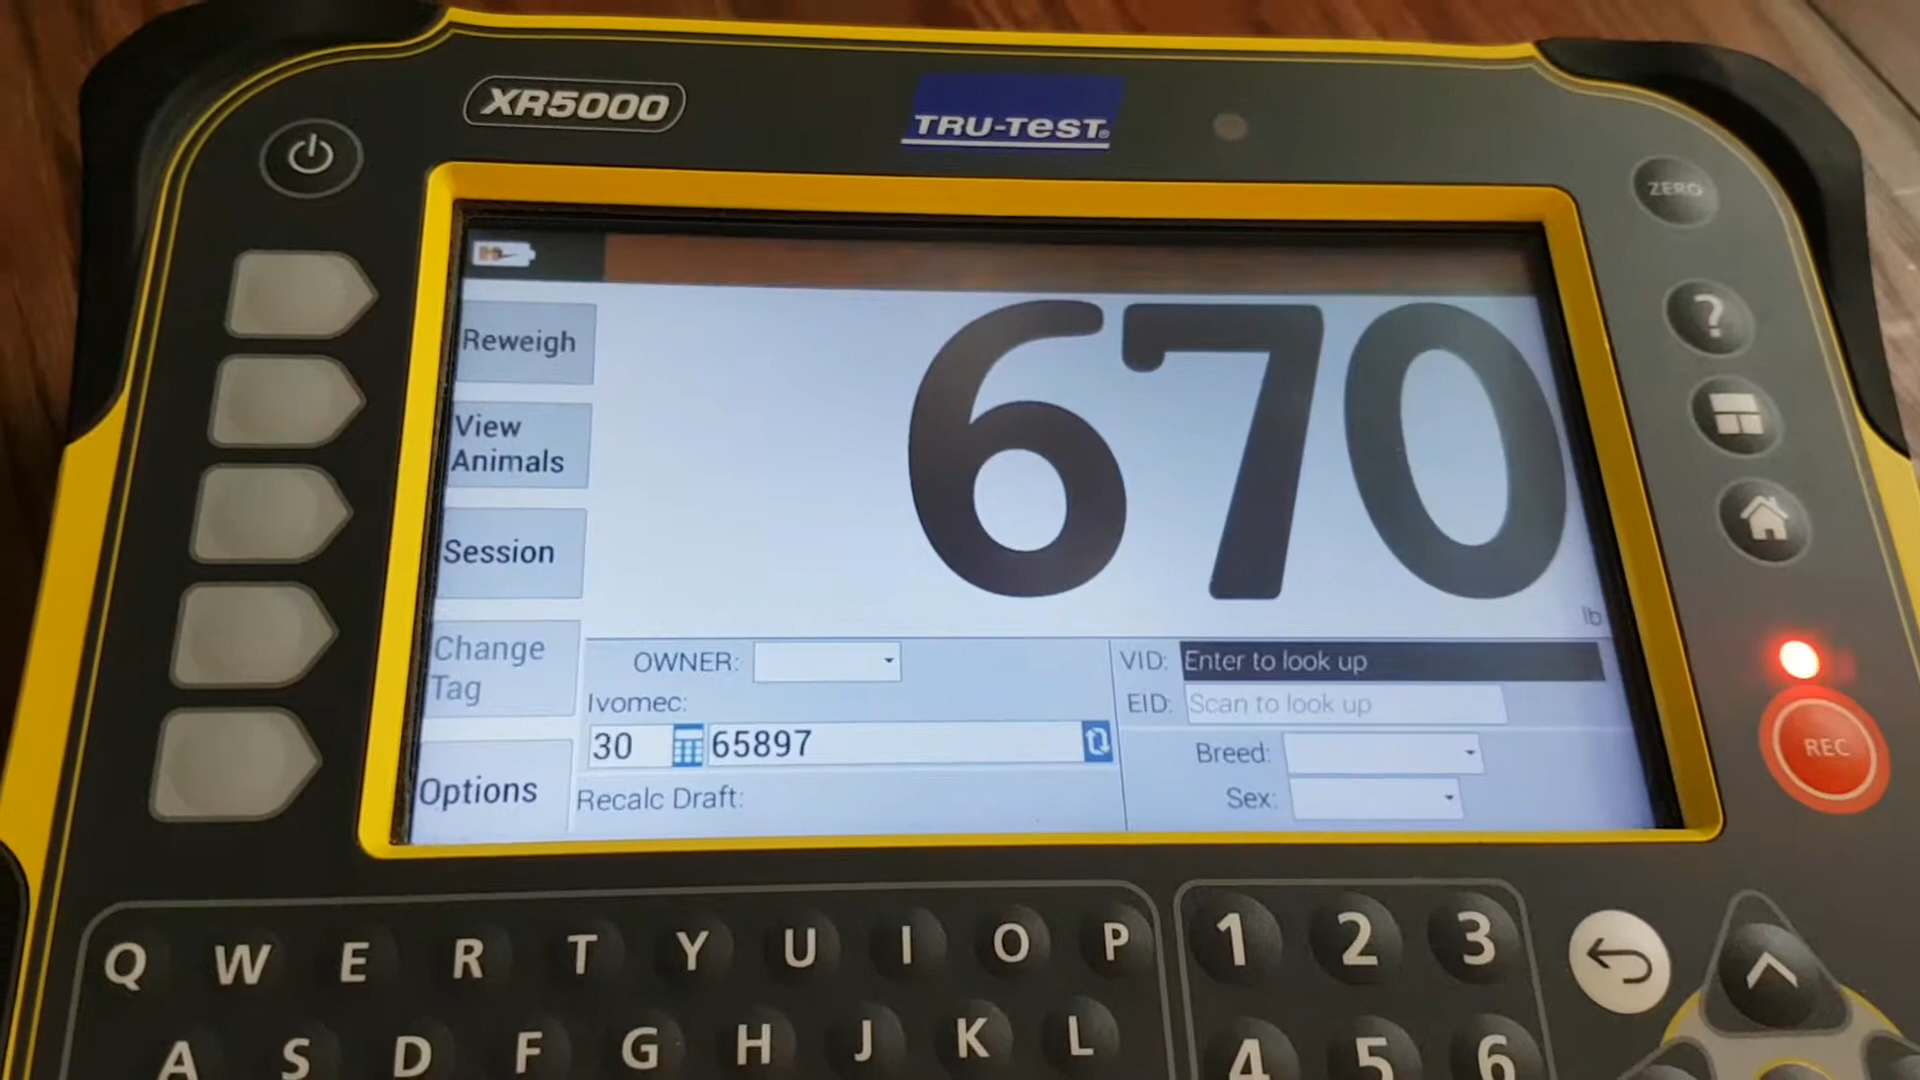 XR5000
TRU-TEST®
ZERO
?
Reweigh
670
lb
View
Animals
Session
Change
Tag
Options
OWNER:
VID: Enter to look up
Ivomec:
EID: Scan to look up
30 65897
Breed:
Recalc Draft:
Sex:
REC
Q W E R T Y U I O P 1 2 3
A S D F G H J K L 4 5 6